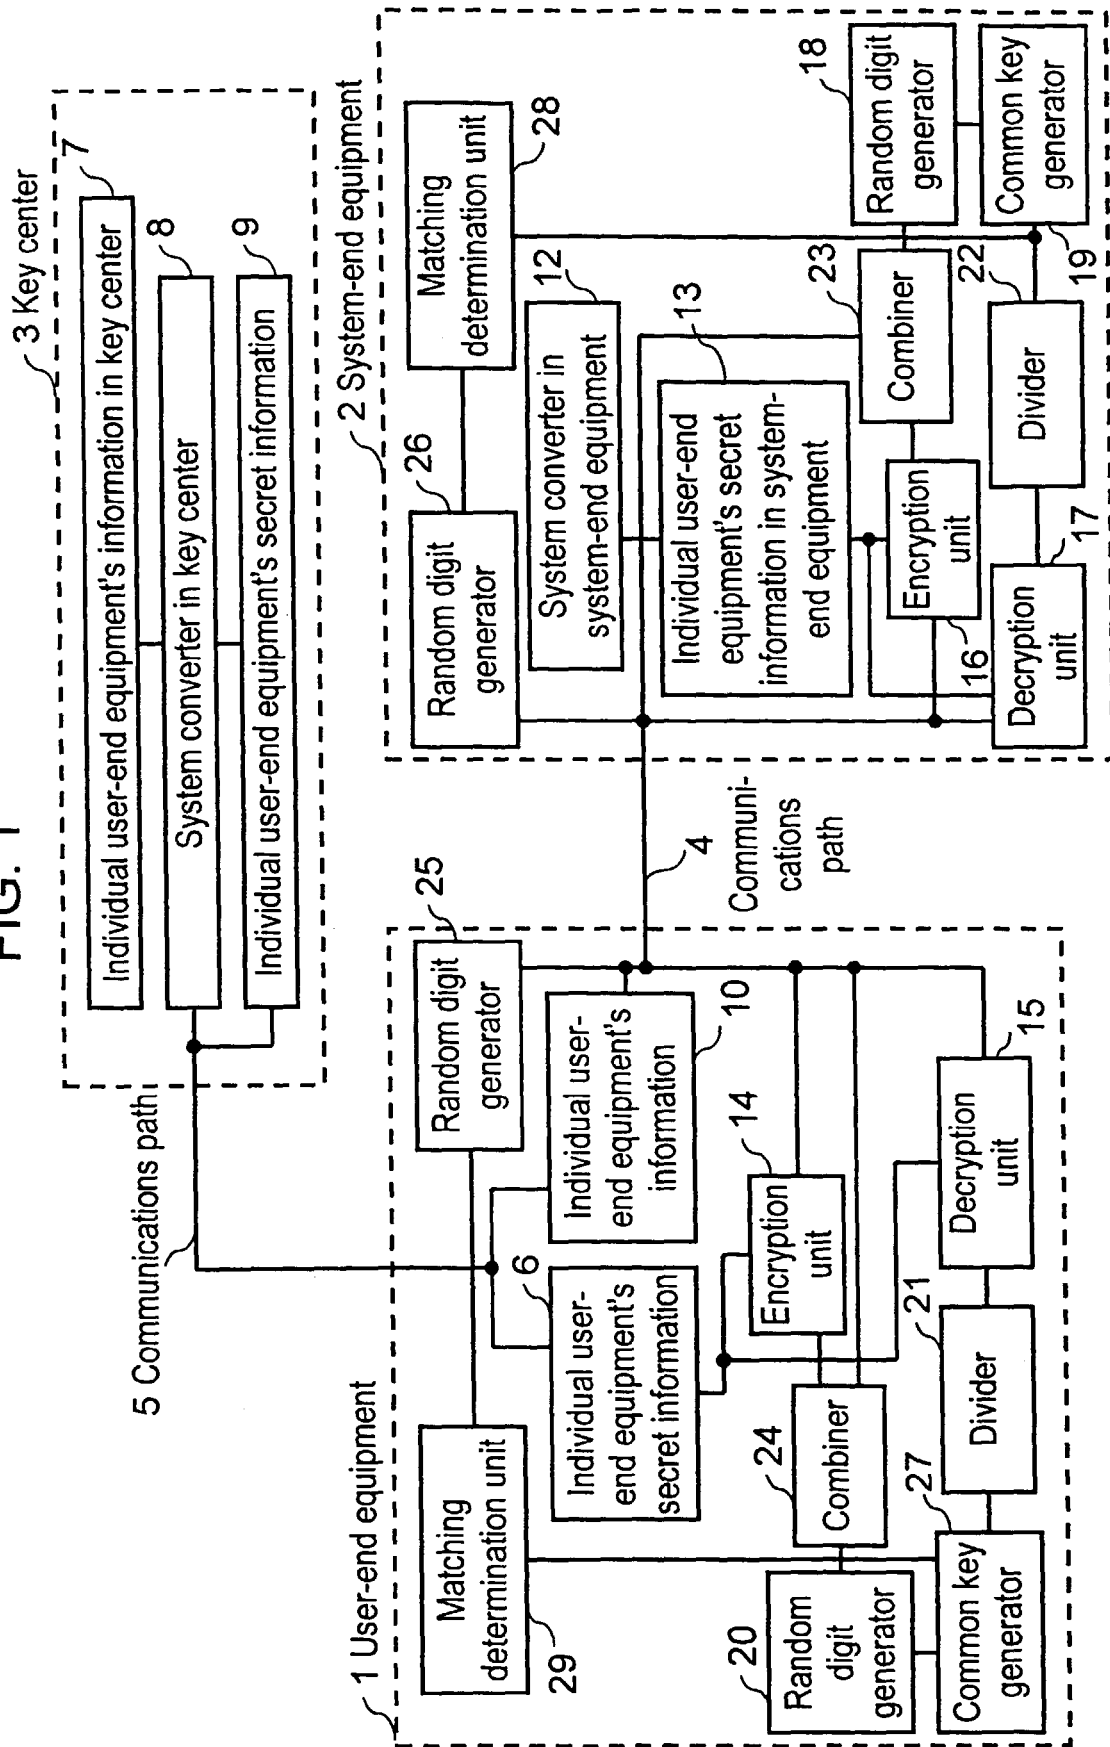 FIG. 1
3 Key center
7
Individual user-end equipment's information in key center
8
System converter in key center
9
Individual user-end equipment's secret information
5 Communications path
1 User-end equipment
Matching
determination unit
29
Random digit
generator
25
6
Individual user-
end equipment's
secret information
Individual user-
end equipment's
information
10
14
Encryption
unit
24
Combiner
20
Random
digit
generator
27
Common key
generator
21
Divider
15
Decryption
unit
4
Communi-
cations
path
2 System-end equipment
26
Random digit
generator
Matching
determination unit
28
12
System converter in
system-end equipment
13
Individual user-end
equipment's secret
information in system-
end equipment
23
Combiner
18
Random digit
generator
Encryption
unit
16
22
Divider
19
Common key
generator
17
Decryption
unit